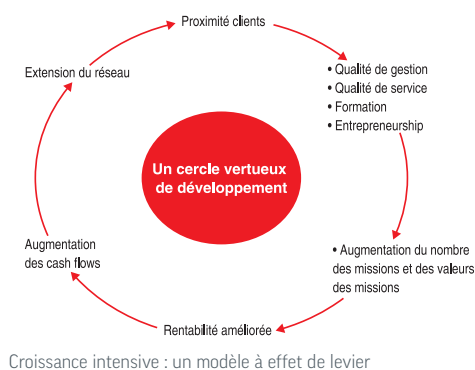 Proximité clients
• Qualité de gestion
• Qualité de service
• Formation
• Entrepreneurship
• Augmentation du nombre
des missions et des valeurs
des missions
Rentabilité améliorée
Augmentation
des cash flows
Extension du réseau
Un cercle vertueux
de développement
Croissance intensive : un modèle à effet de levier